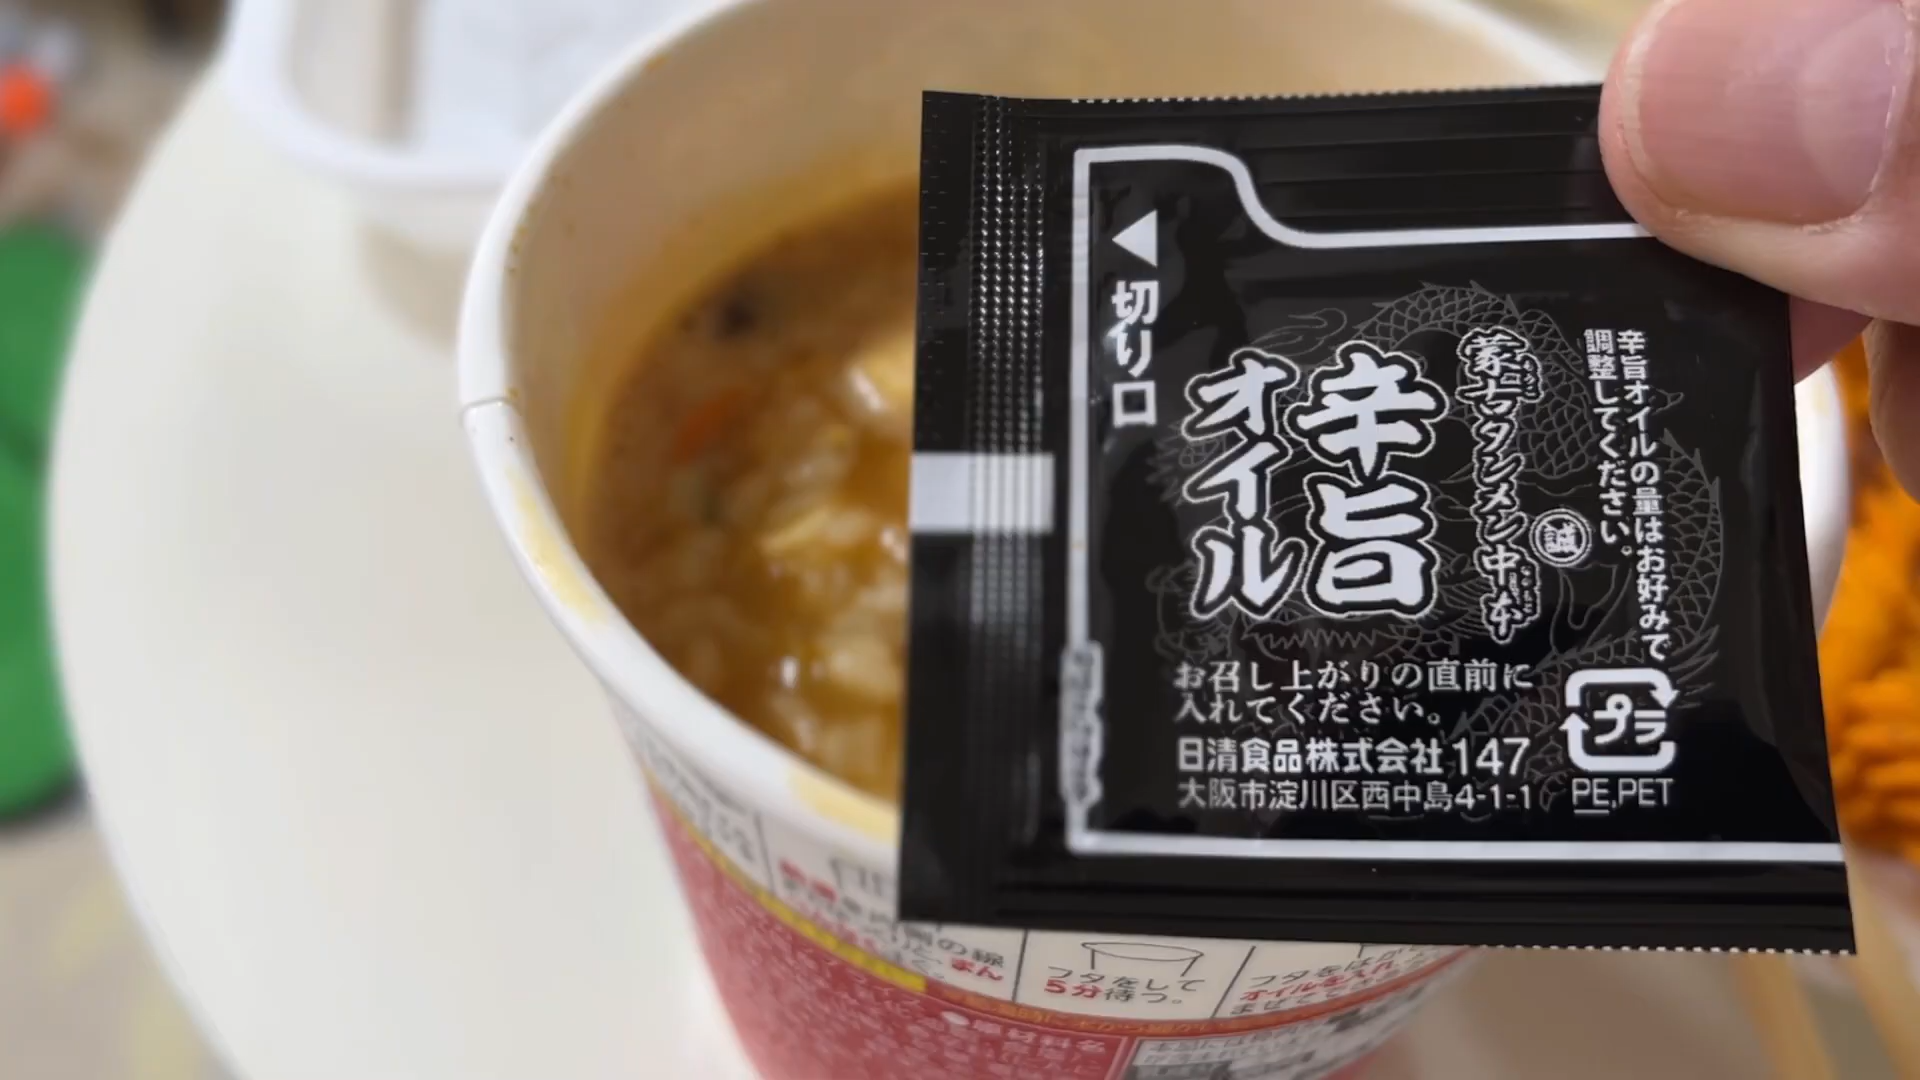 切り口
辛旨オイルの量はお好みで
調整してください。
蒙古タンメン中本
誠
辛旨
オイル
お召し上がりの直前に
入れてください。
日清食品株式会社 147
大阪市淀川区西中島4-1-1
プラ
PE,PET
フタをして
5分待つ。